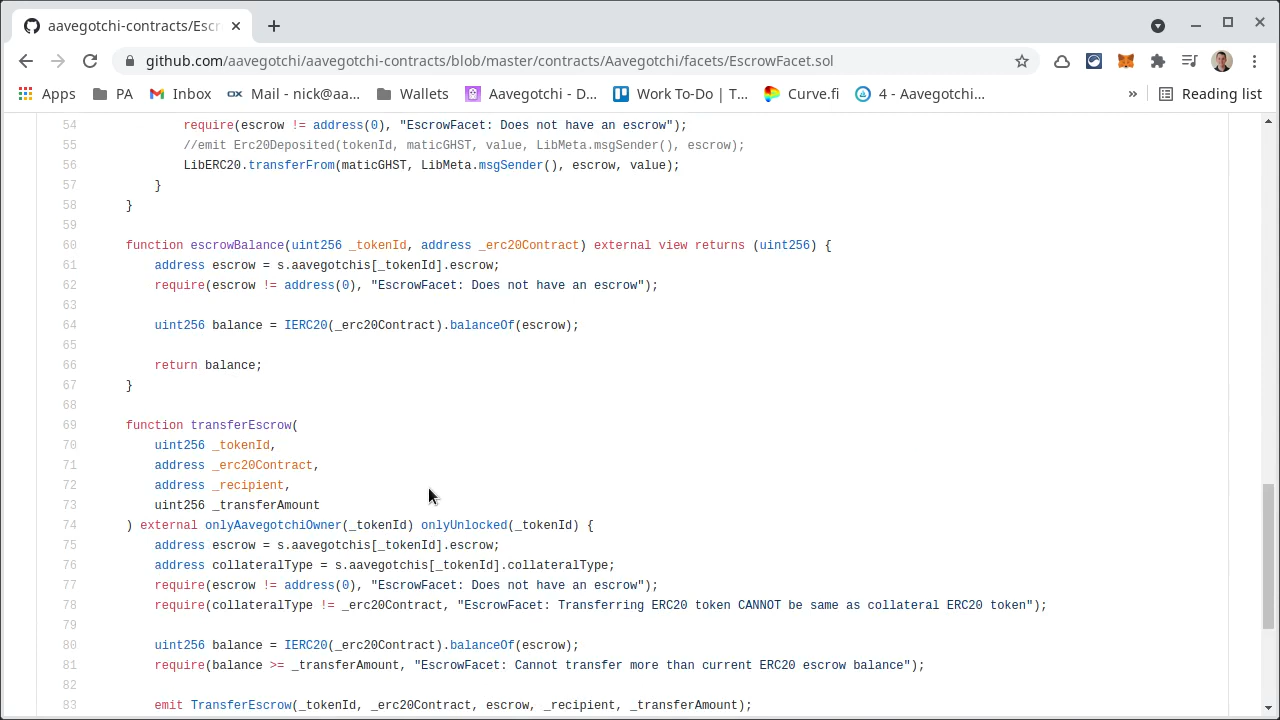 aavegotchi-contracts/Escr
github.com/aavegotchi/aavegotchi-contracts/blob/master/contracts/Aavegotchi/facets/EscrowFacet.sol
Apps PA Inbox Mail - nick@aa... Wallets Aavegotchi - D... Work To-Do | T... Curve.fi 4 - Aavegotchi... » Reading list
54 require(escrow != address(0), "EscrowFacet: Does not have an escrow");
55 //emit Erc20Deposited(tokenId, maticGHST, value, LibMeta.msgSender(), escrow);
56 LibERC20.transferFrom(maticGHST, LibMeta.msgSender(), escrow, value);
57 }
58 }
59
60 function escrowBalance(uint256 _tokenId, address _erc20Contract) external view returns (uint256) {
61 address escrow = s.aavegotchis[_tokenId].escrow;
62 require(escrow != address(0), "EscrowFacet: Does not have an escrow");
63
64 uint256 balance = IERC20(_erc20Contract).balanceOf(escrow);
65
66 return balance;
67 }
68
69 function transferEscrow(
70 uint256 _tokenId,
71 address _erc20Contract,
72 address _recipient,
73 uint256 _transferAmount
74 ) external onlyAavegotchiOwner(_tokenId) onlyUnlocked(_tokenId) {
75 address escrow = s.aavegotchis[_tokenId].escrow;
76 address collateralType = s.aavegotchis[_tokenId].collateralType;
77 require(escrow != address(0), "EscrowFacet: Does not have an escrow");
78 require(collateralType != _erc20Contract, "EscrowFacet: Transferring ERC20 token CANNOT be same as collateral ERC20 token");
79
80 uint256 balance = IERC20(_erc20Contract).balanceOf(escrow);
81 require(balance >= _transferAmount, "EscrowFacet: Cannot transfer more than current ERC20 escrow balance");
82
83 emit TransferEscrow(_tokenId, _erc20Contract, escrow, _recipient, _transferAmount);